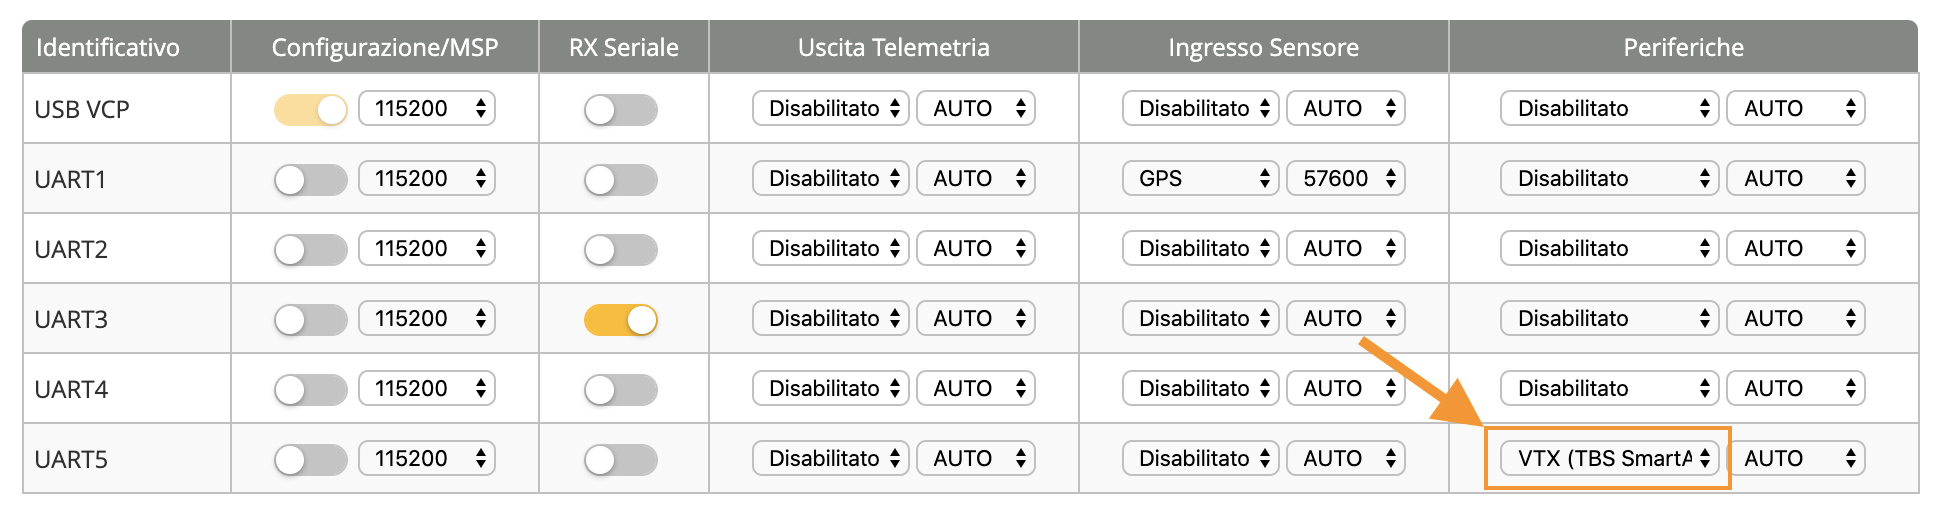 Identificativo Configurazione/MSP RX Seriale Uscita Telemetria Ingresso Sensore Periferiche
USB VCP 115200 Disabilitato AUTO Disabilitato AUTO Disabilitato AUTO
UART1 115200 Disabilitato AUTO GPS 57600 Disabilitato AUTO
UART2 115200 Disabilitato AUTO Disabilitato AUTO Disabilitato AUTO
UART3 115200 Disabilitato AUTO Disabilitato AUTO Disabilitato AUTO
UART4 115200 Disabilitato AUTO Disabilitato AUTO Disabilitato AUTO
UART5 115200 Disabilitato AUTO Disabilitato AUTO VTX (TBS SmartA AUTO